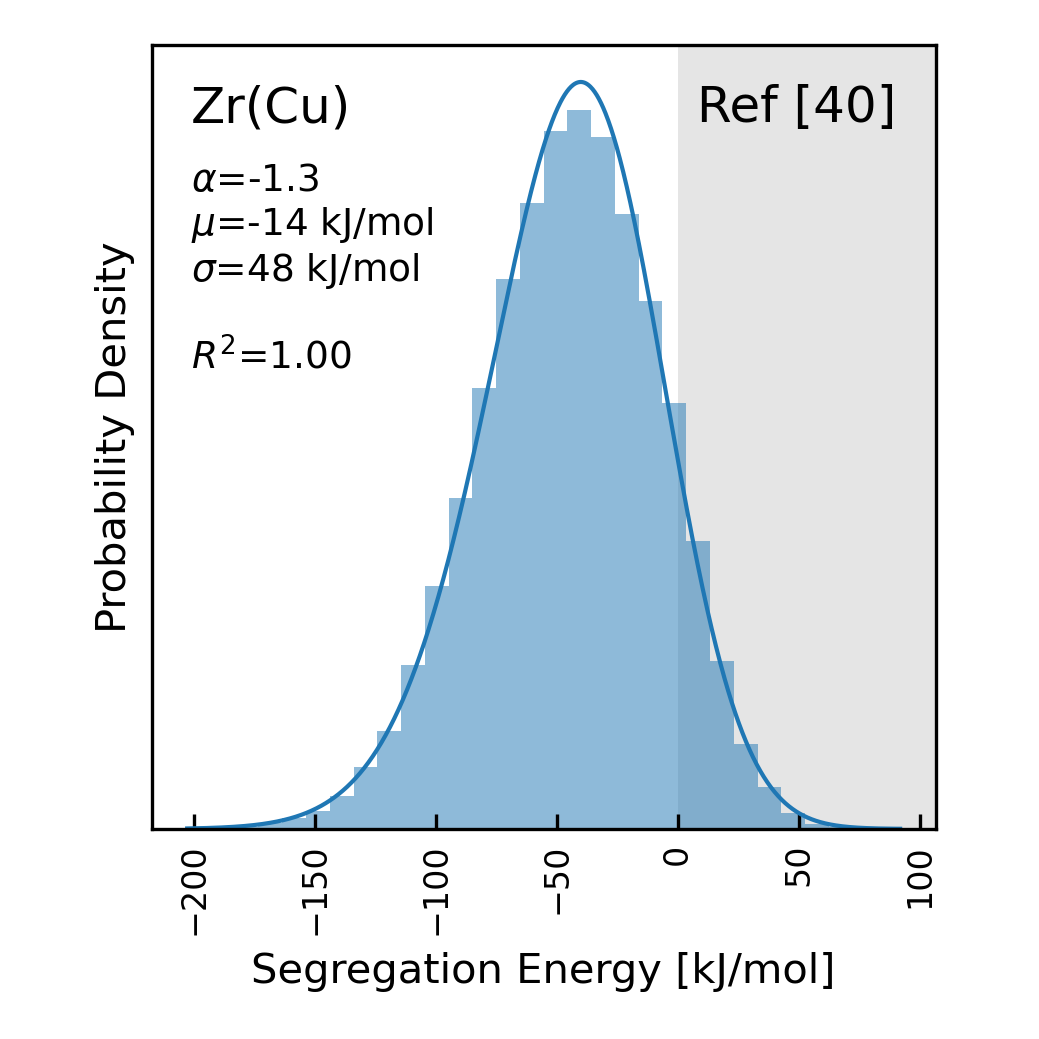 Zr(Cu)
Ref [40]
α=-1.3
μ=-14 kJ/mol
σ=48 kJ/mol
R²=1.00
Probability Density
−200
−150
−100
−50
0
50
100
Segregation Energy [kJ/mol]